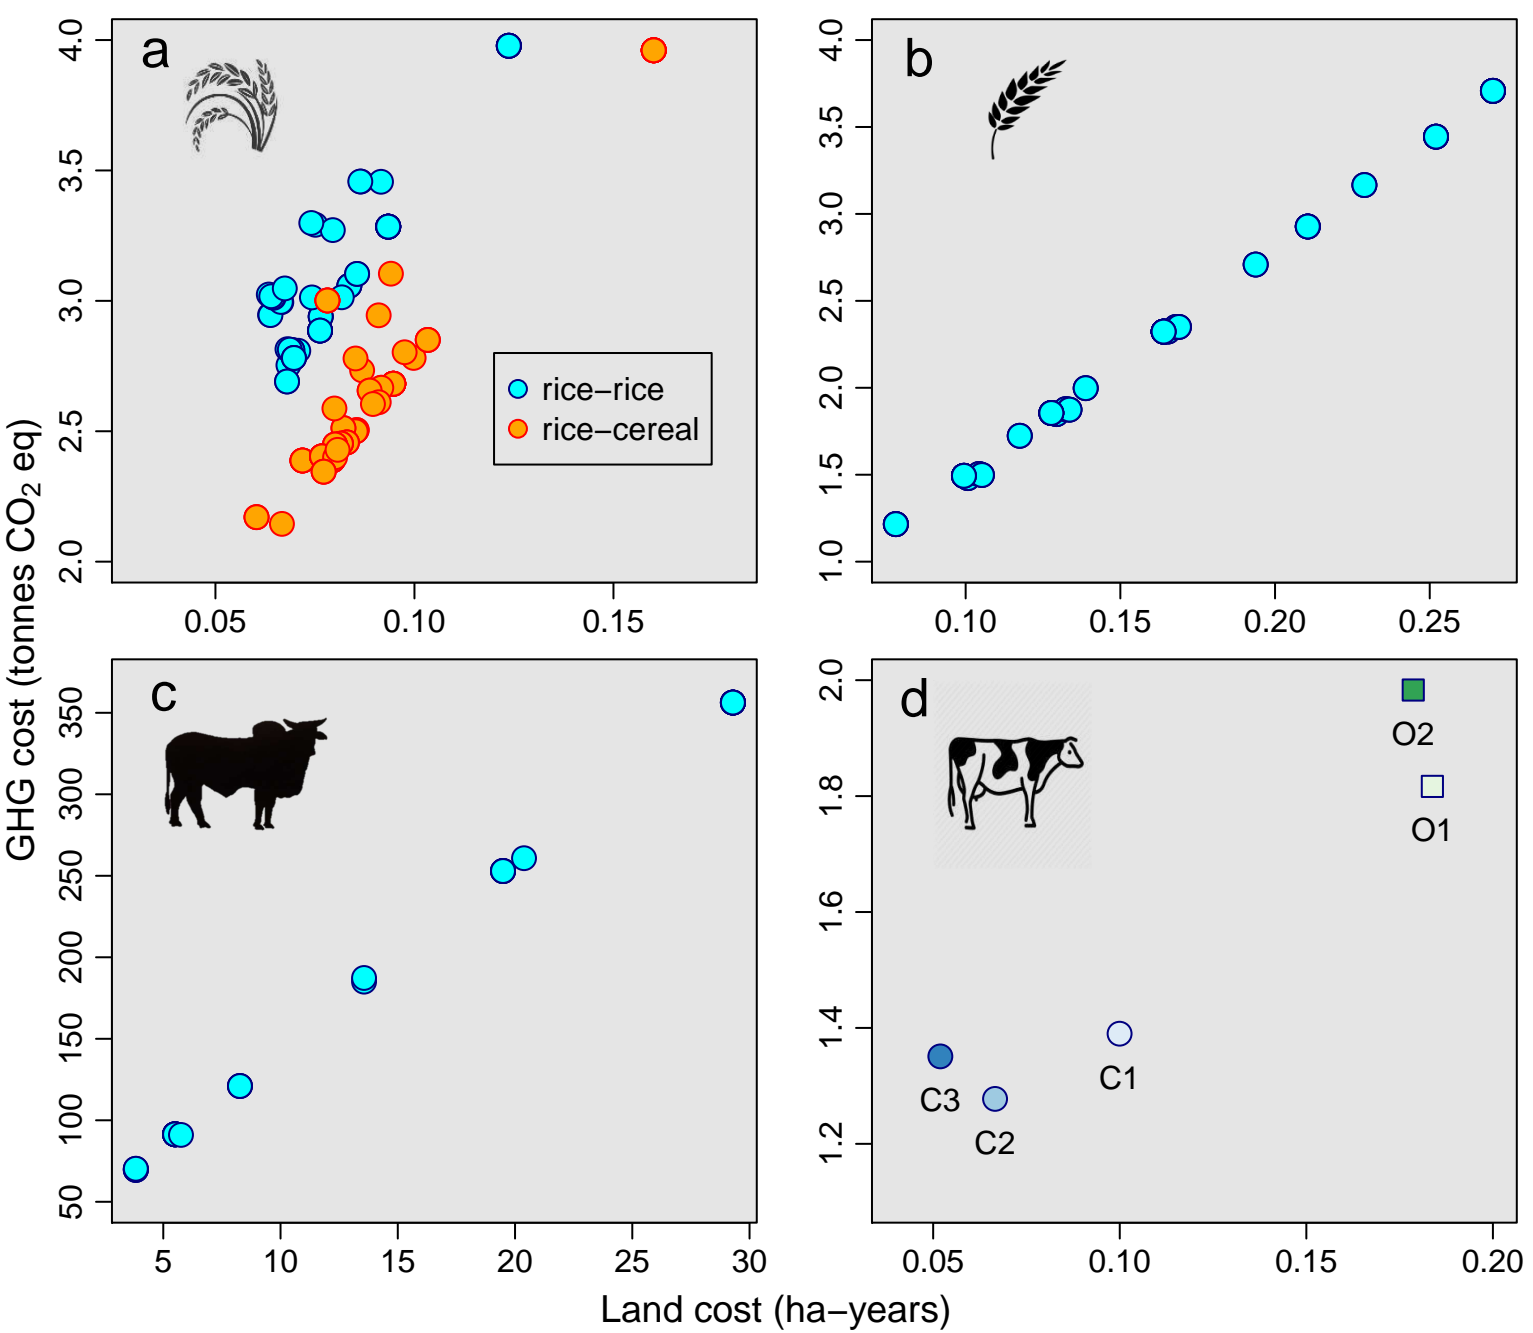 a
4.0
3.5
3.0
2.5
2.0
rice−rice
rice−cereal
0.05 0.10 0.15
b
4.0
3.5
3.0
2.5
2.0
1.5
1.0
0.10 0.15 0.20 0.25
GHG cost (tonnes CO₂ eq)
c
350
300
250
200
150
100
50
5 10 15 20 25 30
d
2.0
1.8
1.6
1.4
1.2
O2
O1
C1
C3
C2
0.05 0.10 0.15 0.20
Land cost (ha−years)